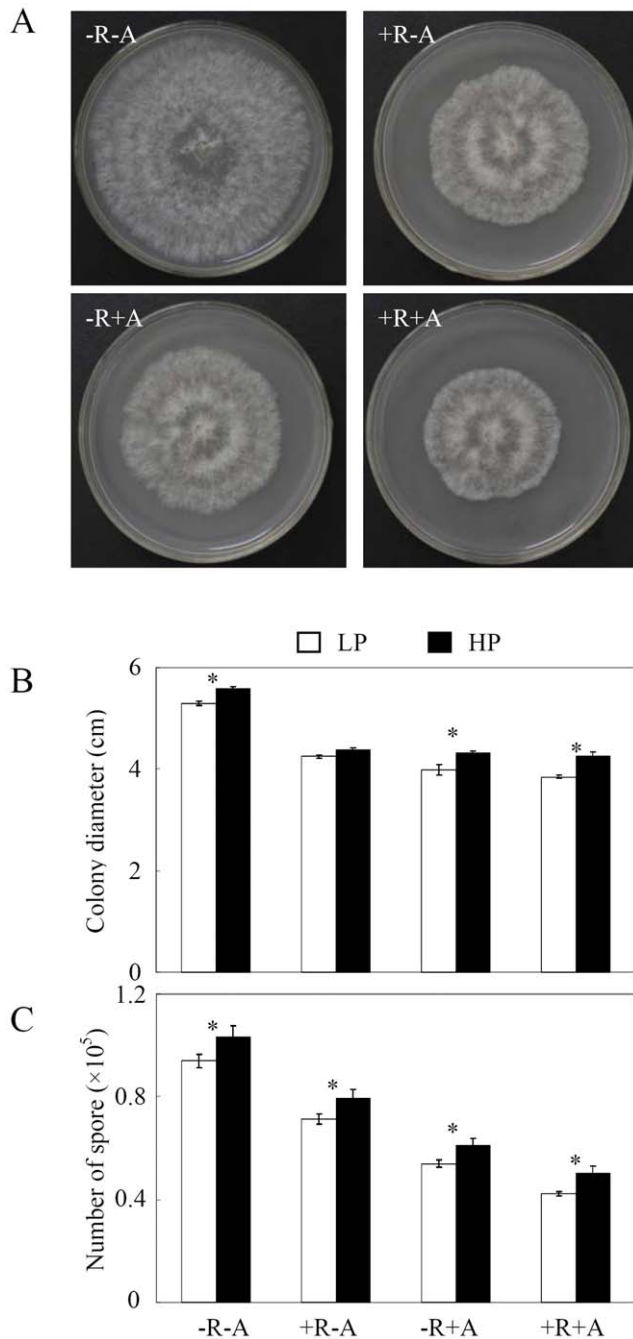 A
-R-A
+R-A
-R+A
+R+A
LP
HP
B
6
4
2
0
Colony diameter (cm)
*
*
*
C
1.2
0.8
0.4
0
Number of spore (×10⁵)
*
*
*
*
-R-A
+R-A
-R+A
+R+A